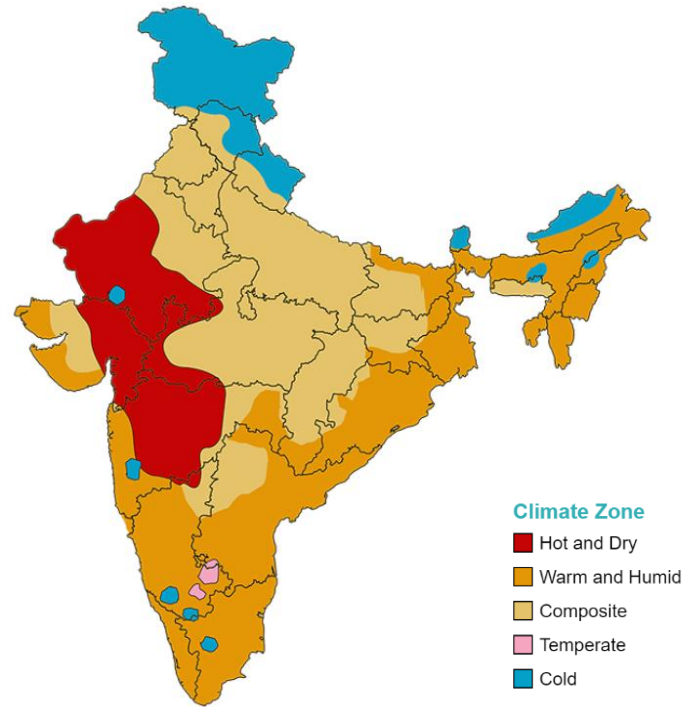 Climate Zone
Hot and Dry
Warm and Humid
Composite
Temperate
Cold